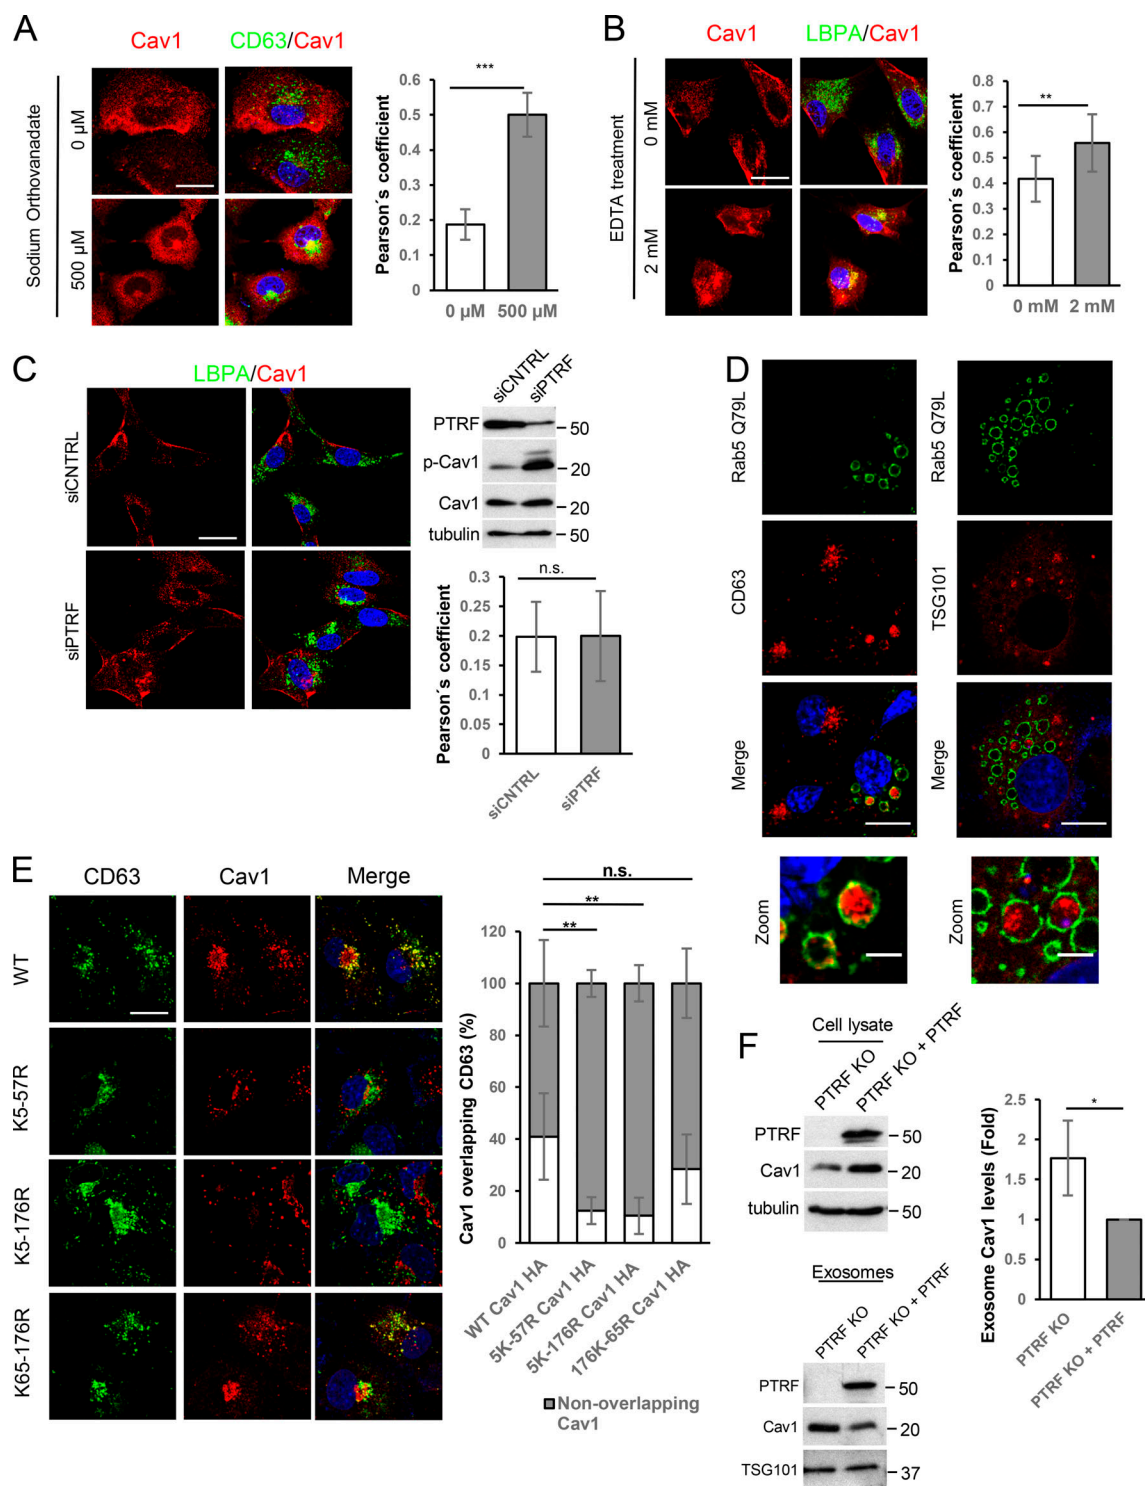 A
Cav1
CD63/Cav1
Sodium Orthovanadate
0 µM
500 µM
Pearson´s coefficient
0.6
0.5
0.4
0.3
0.2
0.1
0
***
0 µM
500 µM
B
Cav1
LBPA/Cav1
EDTA treatment
0 mM
2 mM
Pearson´s coefficient
0.8
0.7
0.6
0.5
0.4
0.3
0.2
0.1
0
**
0 mM
2 mM
C
LBPA/Cav1
siCNTRL
siPTRF
siCNTRL
siPTRF
PTRF
50
p-Cav1
20
Cav1
20
tubulin
50
Pearson´s coefficient
0.3
0.25
0.2
0.15
0.1
0.05
0
n.s.
siCNTRL
siPTRF
D
Rab5 Q79L
Rab5 Q79L
CD63
TSG101
Merge
Merge
Zoom
Zoom
E
CD63
Cav1
Merge
WT
K5-57R
K5-176R
K65-176R
Cav1 overlapping CD63 (%)
120
100
80
60
40
20
0
n.s.
**
**
WT Cav1 HA
5K-57R Cav1 HA
5K-176R Cav1 HA
176K-65R Cav1 HA
Non-overlapping
Cav1
F
Cell lysate
PTRF KO
PTRF KO + PTRF
PTRF
50
Cav1
20
tubulin
50
Exosomes
PTRF KO
PTRF KO + PTRF
PTRF
50
Cav1
20
TSG101
37
Exosome Cav1 levels (Fold)
2.5
2
1.5
1
0.5
0
*
PTRF KO
PTRF KO + PTRF